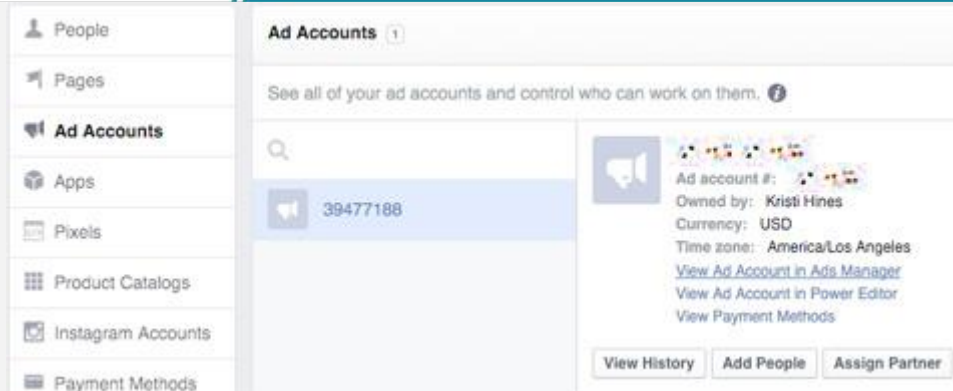 People
Pages
Ad Accounts
Apps
Pixels
Product Catalogs
Instagram Accounts
Payment Methods
Ad Accounts 1
See all of your ad accounts and control who can work on them.
39477188
Ad account #:
Owned by: Kristi Hines
Currency: USD
Time zone: America/Los Angeles
View Ad Account in Ads Manager
View Ad Account in Power Editor
View Payment Methods
View History Add People Assign Partner